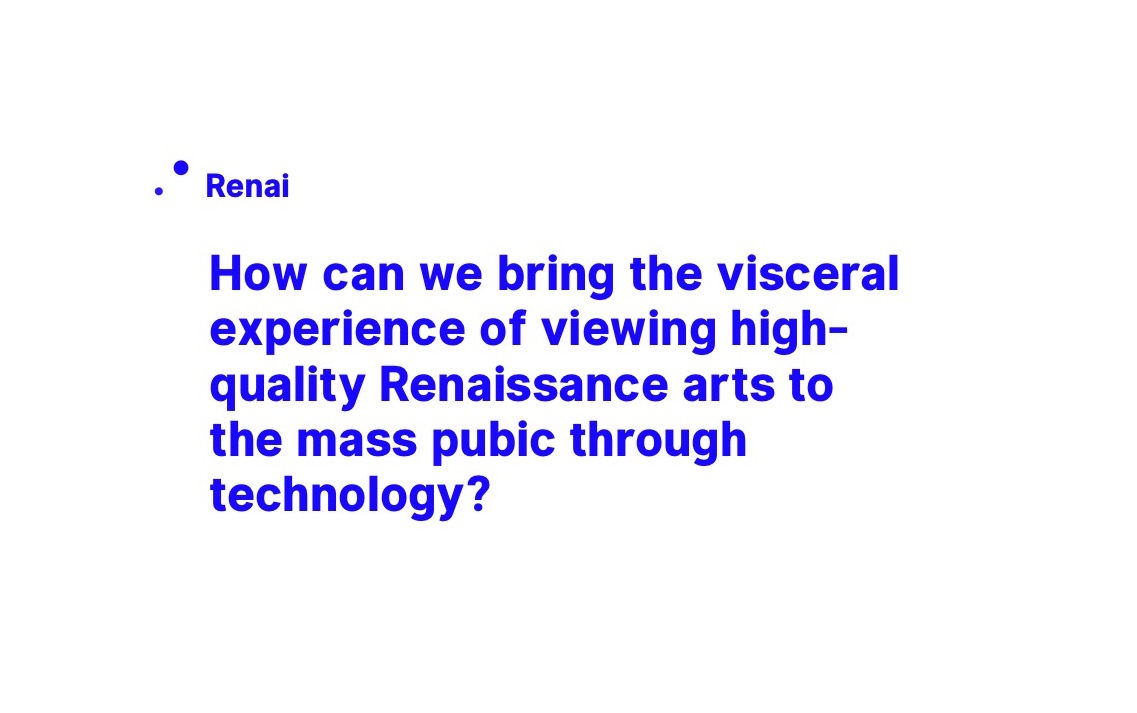 Renai
How can we bring the visceral
experience of viewing high-
quality Renaissance arts to
the mass pubic through
technology?